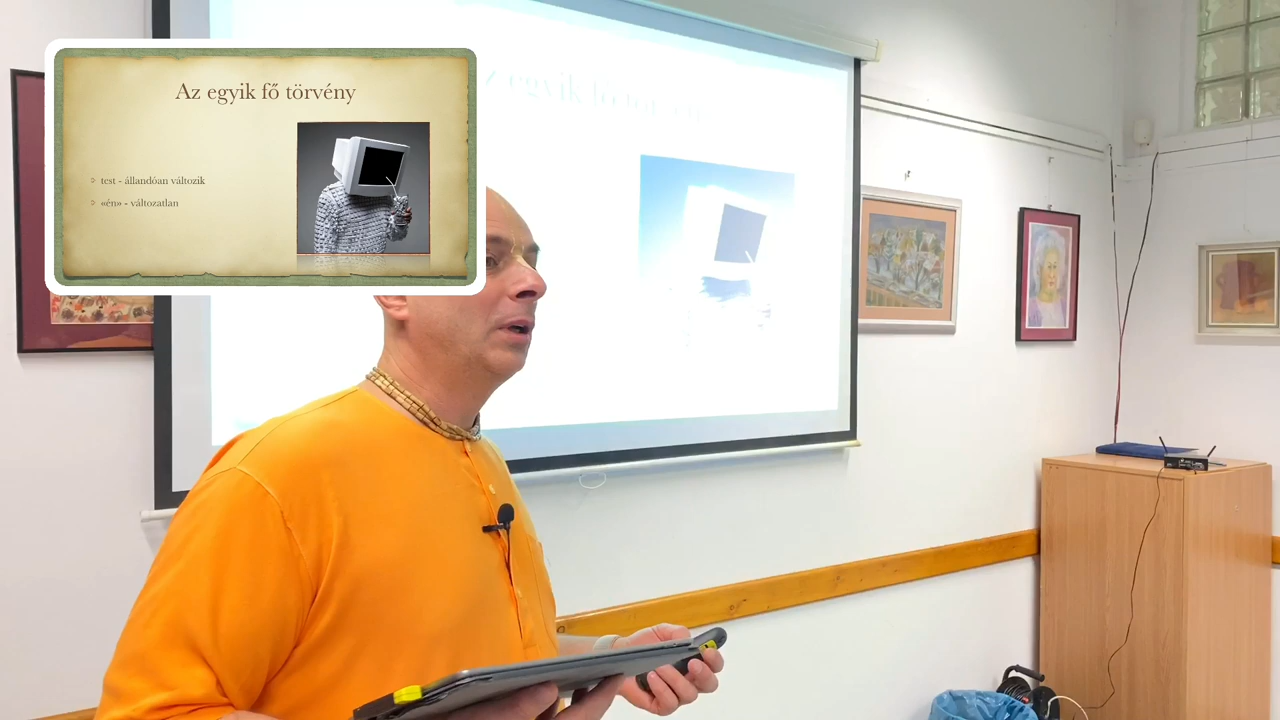 Az egyik fő törvény
test - állandóan változik
«én» - változatlan